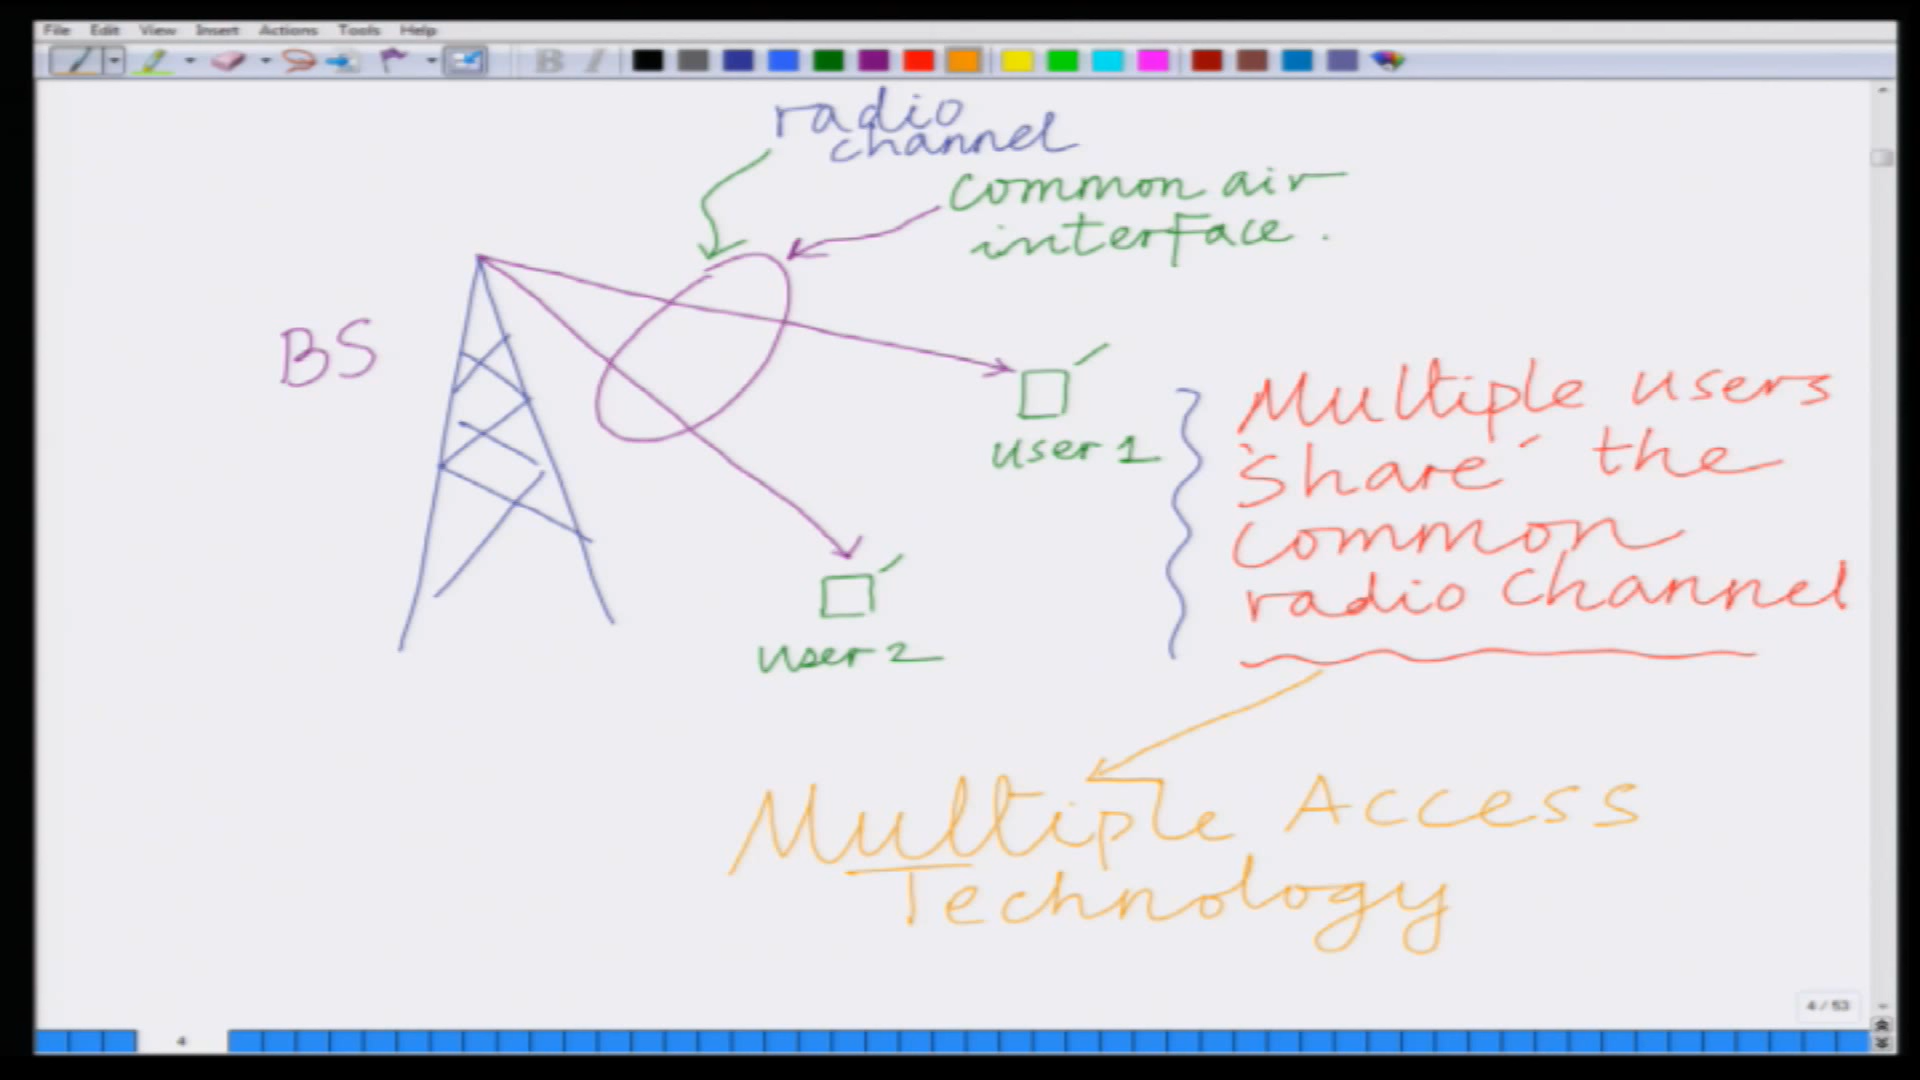 File Edit View Insert Actions Tools Help
B I
radio
channel
common air
interface.
BS
user 1
user 2
Multiple users
'share' the
common
radio channel
Multiple Access
Technology
4 / 53
4